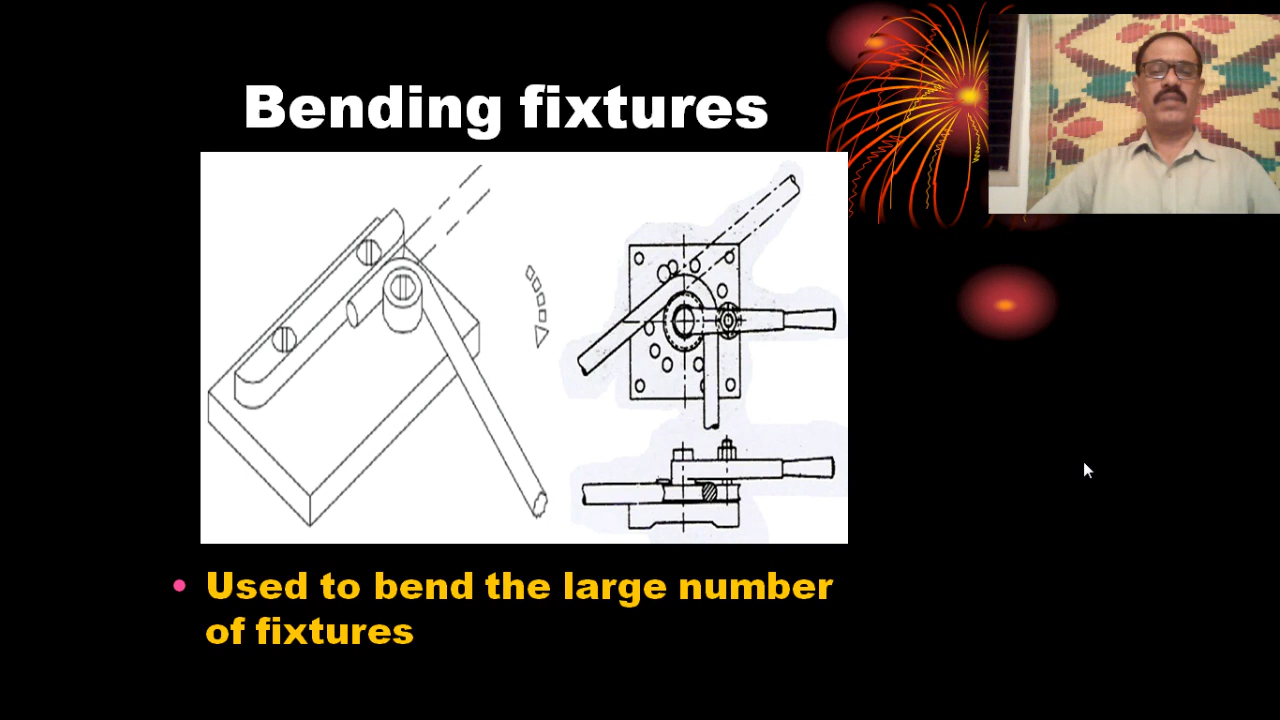 Bending fixtures
• Used to bend the large number
of fixtures